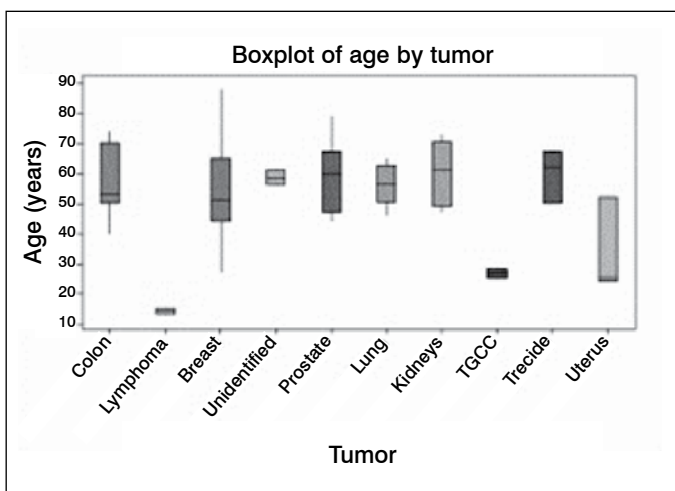 Boxplot of age by tumor
Age (years)
90
80
70
60
50
40
30
20
10
Colon
Lymphoma
Breast
Unidentified
Prostate
Lung
Kidneys
TGCC
Trecide
Uterus
Tumor